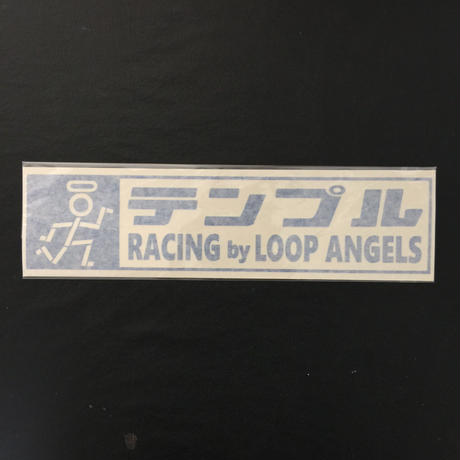 テンプル
RACING by LOOP ANGELS